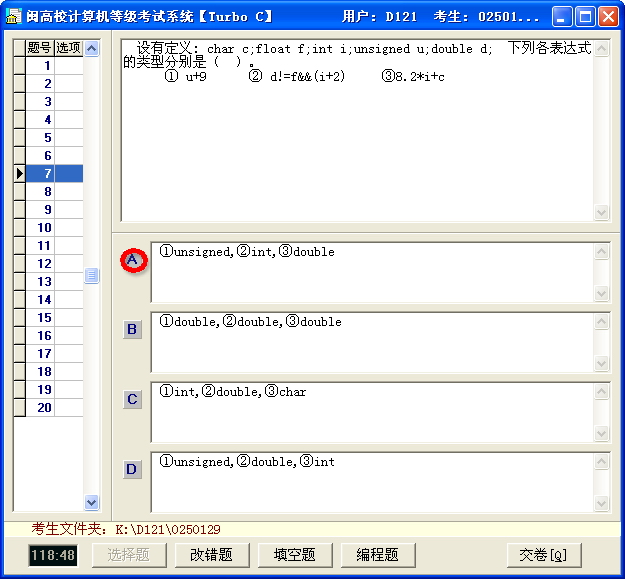 闽高校计算机等级考试系统【Turbo C】 用户: D121 考生: 02501...
题号 选项
1
2
3
4
5
6
7
8
9
10
11
12
13
14
15
16
17
18
19
20
设有定义: char c;float f;int i;unsigned u;double d; 下列各表达式
的类型分别是（ ）。
① u+9 ② d!=f&&(i+2) ③8.2*i+c
A ①unsigned,②int,③double
B ①double,②double,③double
C ①int,②double,③char
D ①unsigned,②double,③int
考生文件夹: K:\D121\0250129
118:48 选择题 改错题 填空题 编程题 交卷[Q]